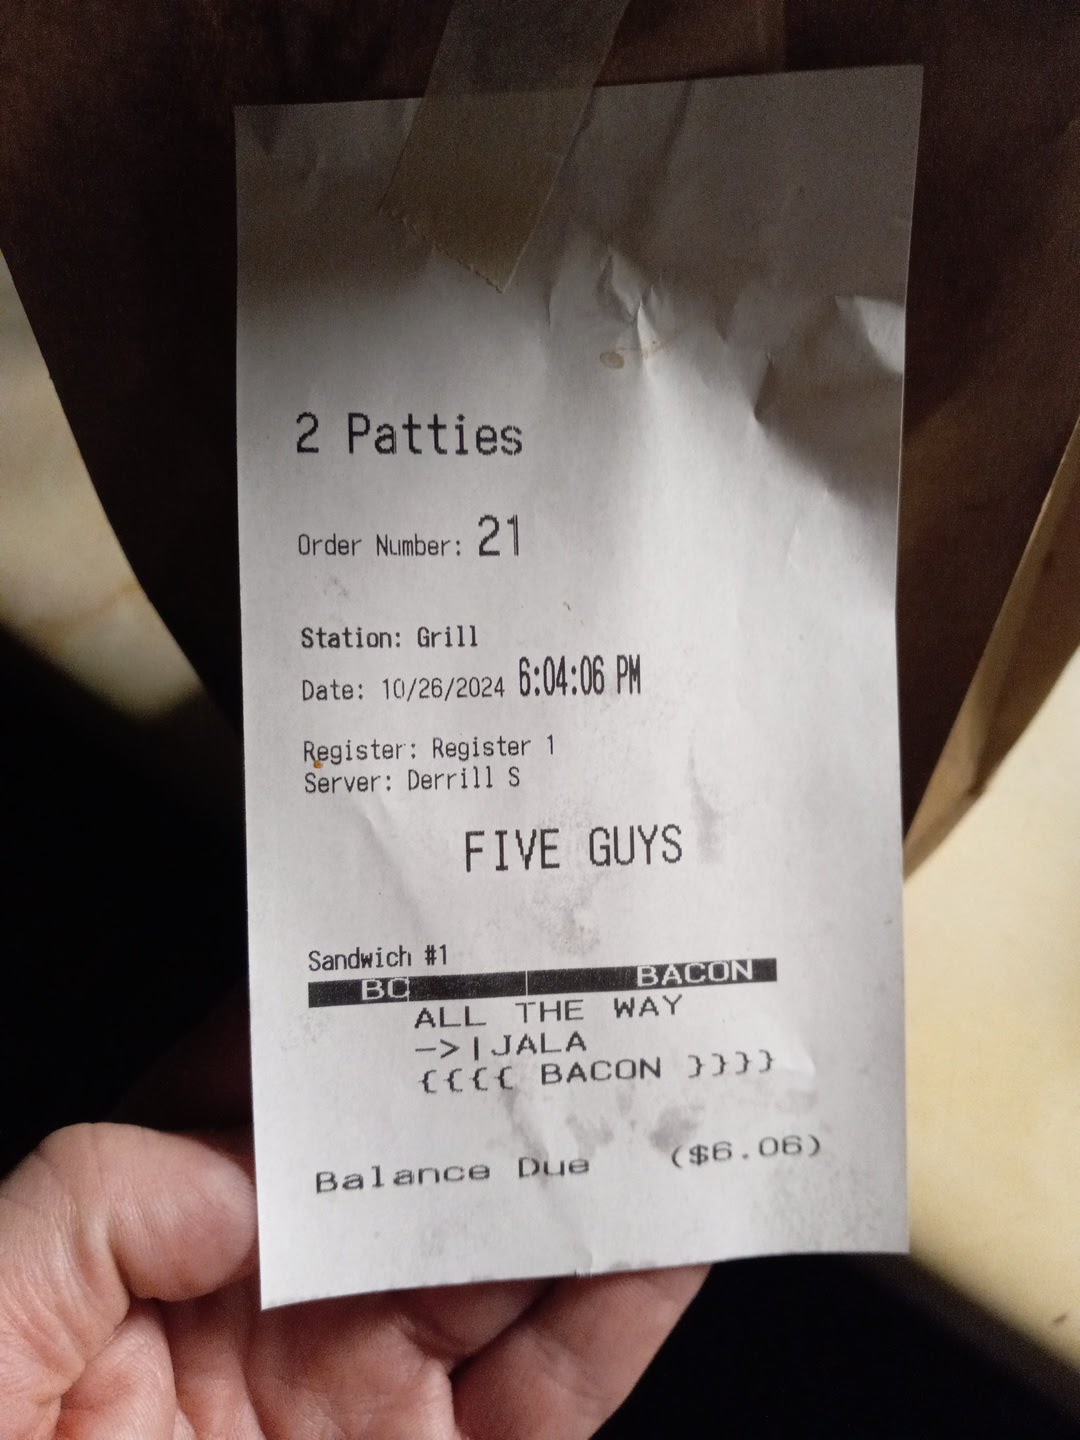 2 Patties
Order Number: 21
Station: Grill
Date: 10/26/2024 6:04:06 PM
Register: Register 1
Server: Derrill S
FIVE GUYS
Sandwich #1
BC BACON
ALL THE WAY
->|JALA
{{{{ BACON }}}}
Balance Due ($6.06)